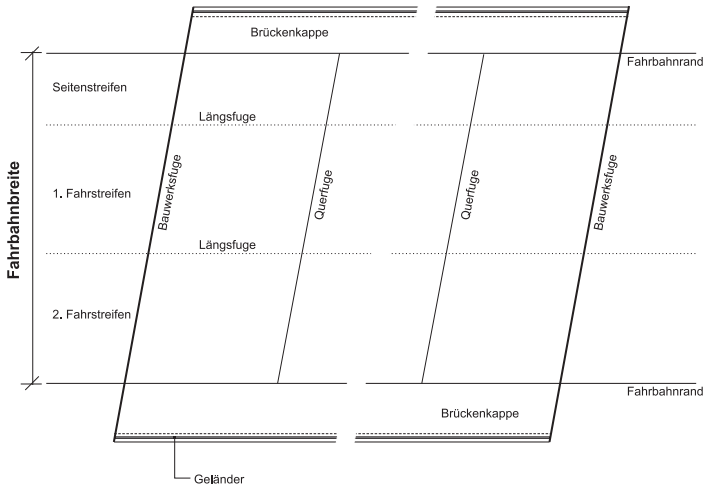 Brückenkappe
Fahrbahnrand
Seitenstreifen
Längsfuge
Fahrbahnbreite
1. Fahrstreifen
Bauwerksfuge
Querfuge
Querfuge
Bauwerksfuge
Längsfuge
2. Fahrstreifen
Fahrbahnrand
Brückenkappe
Geländer